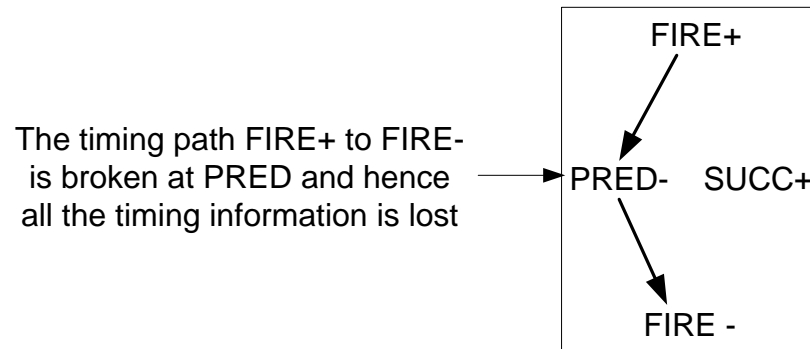 FIRE+
The timing path FIRE+ to FIRE-
is broken at PRED and hence
all the timing information is lost
PRED- SUCC+
FIRE -